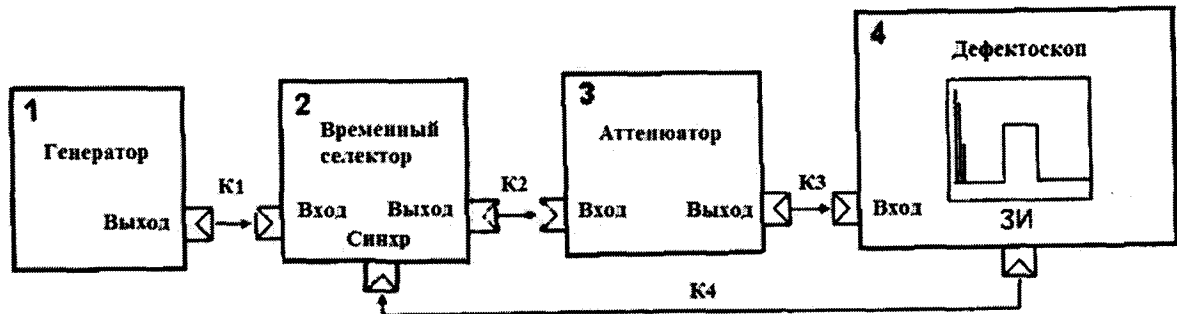 1
Генератор
Выход
К1
2
Временный
селектор
Вход Выход
Синхр
К2
3
Аттенюатор
Вход Выход
К3
4
Дефектоскоп
Вход
ЗИ
К4